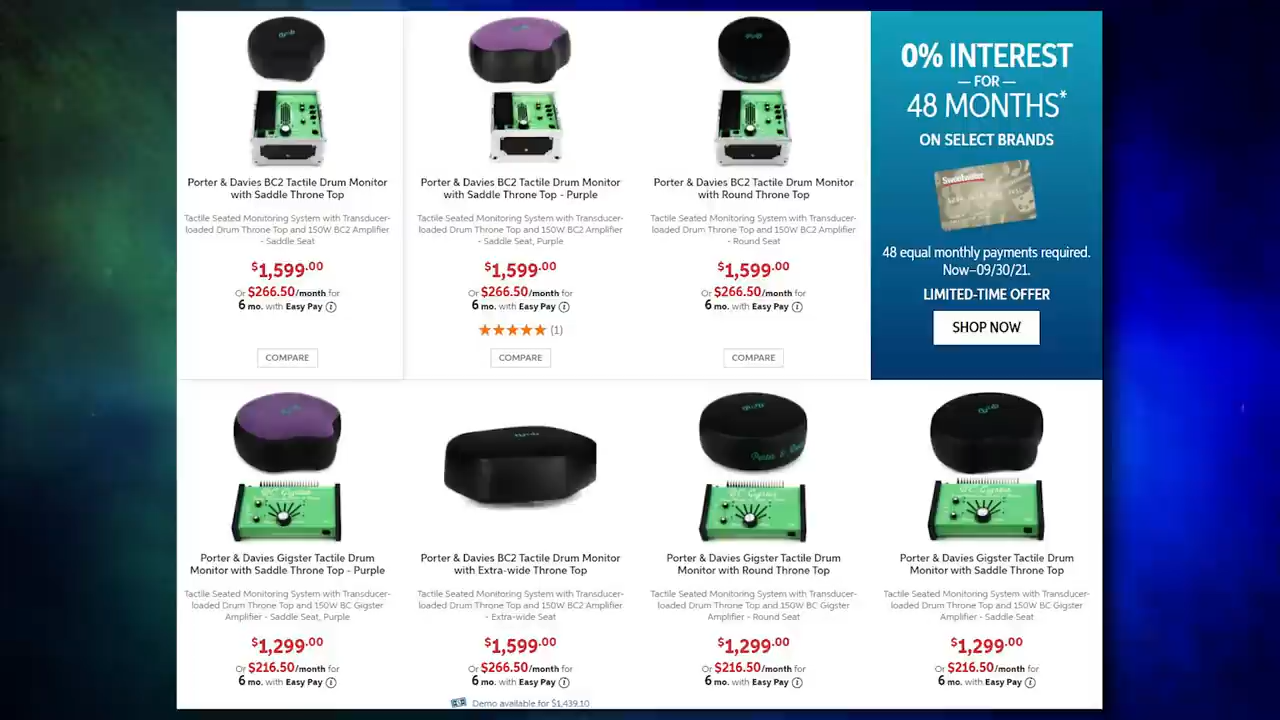 Porter & Davies BC2 Tactile Drum Monitor
with Saddle Throne Top
Tactile Seated Monitoring System with Transducer-
loaded Drum Throne Top and 150W BC2 Amplifier
- Saddle Seat
$1,599.00
Or $266.50/month for
6 mo. with Easy Pay
COMPARE
Porter & Davies BC2 Tactile Drum Monitor
with Saddle Throne Top - Purple
Tactile Seated Monitoring System with Transducer-
loaded Drum Throne Top and 150W BC2 Amplifier
- Saddle Seat, Purple
$1,599.00
Or $266.50/month for
6 mo. with Easy Pay
(1)
COMPARE
Porter & Davies BC2 Tactile Drum Monitor
with Round Throne Top
Tactile Seated Monitoring System with Transducer-
loaded Drum Throne Top and 150W BC2 Amplifier
- Round Seat
$1,599.00
Or $266.50/month for
6 mo. with Easy Pay
COMPARE
0% INTEREST
— FOR —
48 MONTHS*
ON SELECT BRANDS
Sweetwater
48 equal monthly payments required.
Now–09/30/21.
LIMITED-TIME OFFER
SHOP NOW
Porter & Davies Gigster Tactile Drum
Monitor with Saddle Throne Top - Purple
Tactile Seated Monitoring System with Transducer-
loaded Drum Throne Top and 150W BC Gigster
Amplifier - Saddle Seat, Purple
$1,299.00
Or $216.50/month for
6 mo. with Easy Pay
Porter & Davies BC2 Tactile Drum Monitor
with Extra-wide Throne Top
Tactile Seated Monitoring System with Transducer-
loaded Drum Throne Top and 150W BC2 Amplifier
- Extra-wide Seat
$1,599.00
Or $266.50/month for
6 mo. with Easy Pay
Demo available for $1,439.10
Porter & Davies Gigster Tactile Drum
Monitor with Round Throne Top
Tactile Seated Monitoring System with Transducer-
loaded Drum Throne Top and 150W BC Gigster
Amplifier - Round Seat
$1,299.00
Or $216.50/month for
6 mo. with Easy Pay
Porter & Davies Gigster Tactile Drum
Monitor with Saddle Throne Top
Tactile Seated Monitoring System with Transducer-
loaded Drum Throne Top and 150W BC Gigster
Amplifier - Saddle Seat
$1,299.00
Or $216.50/month for
6 mo. with Easy Pay